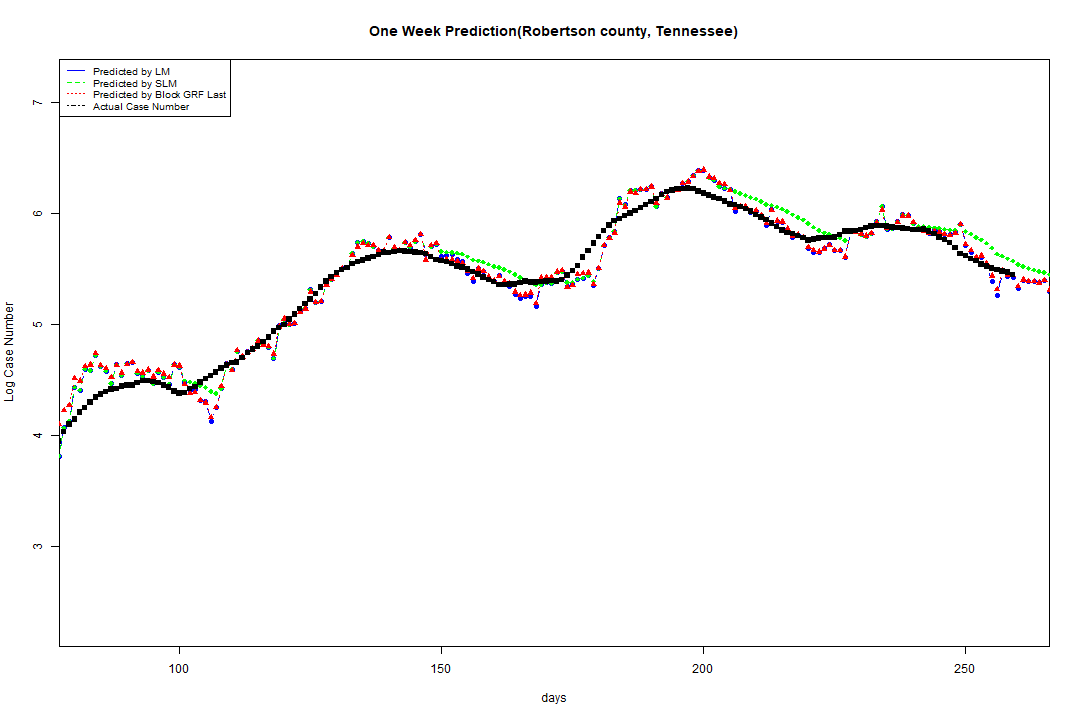 One Week Prediction(Robertson county, Tennessee)
Predicted by LM
Predicted by SLM
Predicted by Block GRF Last
Actual Case Number
7
6
5
4
3
Log Case Number
100 150 200 250
days